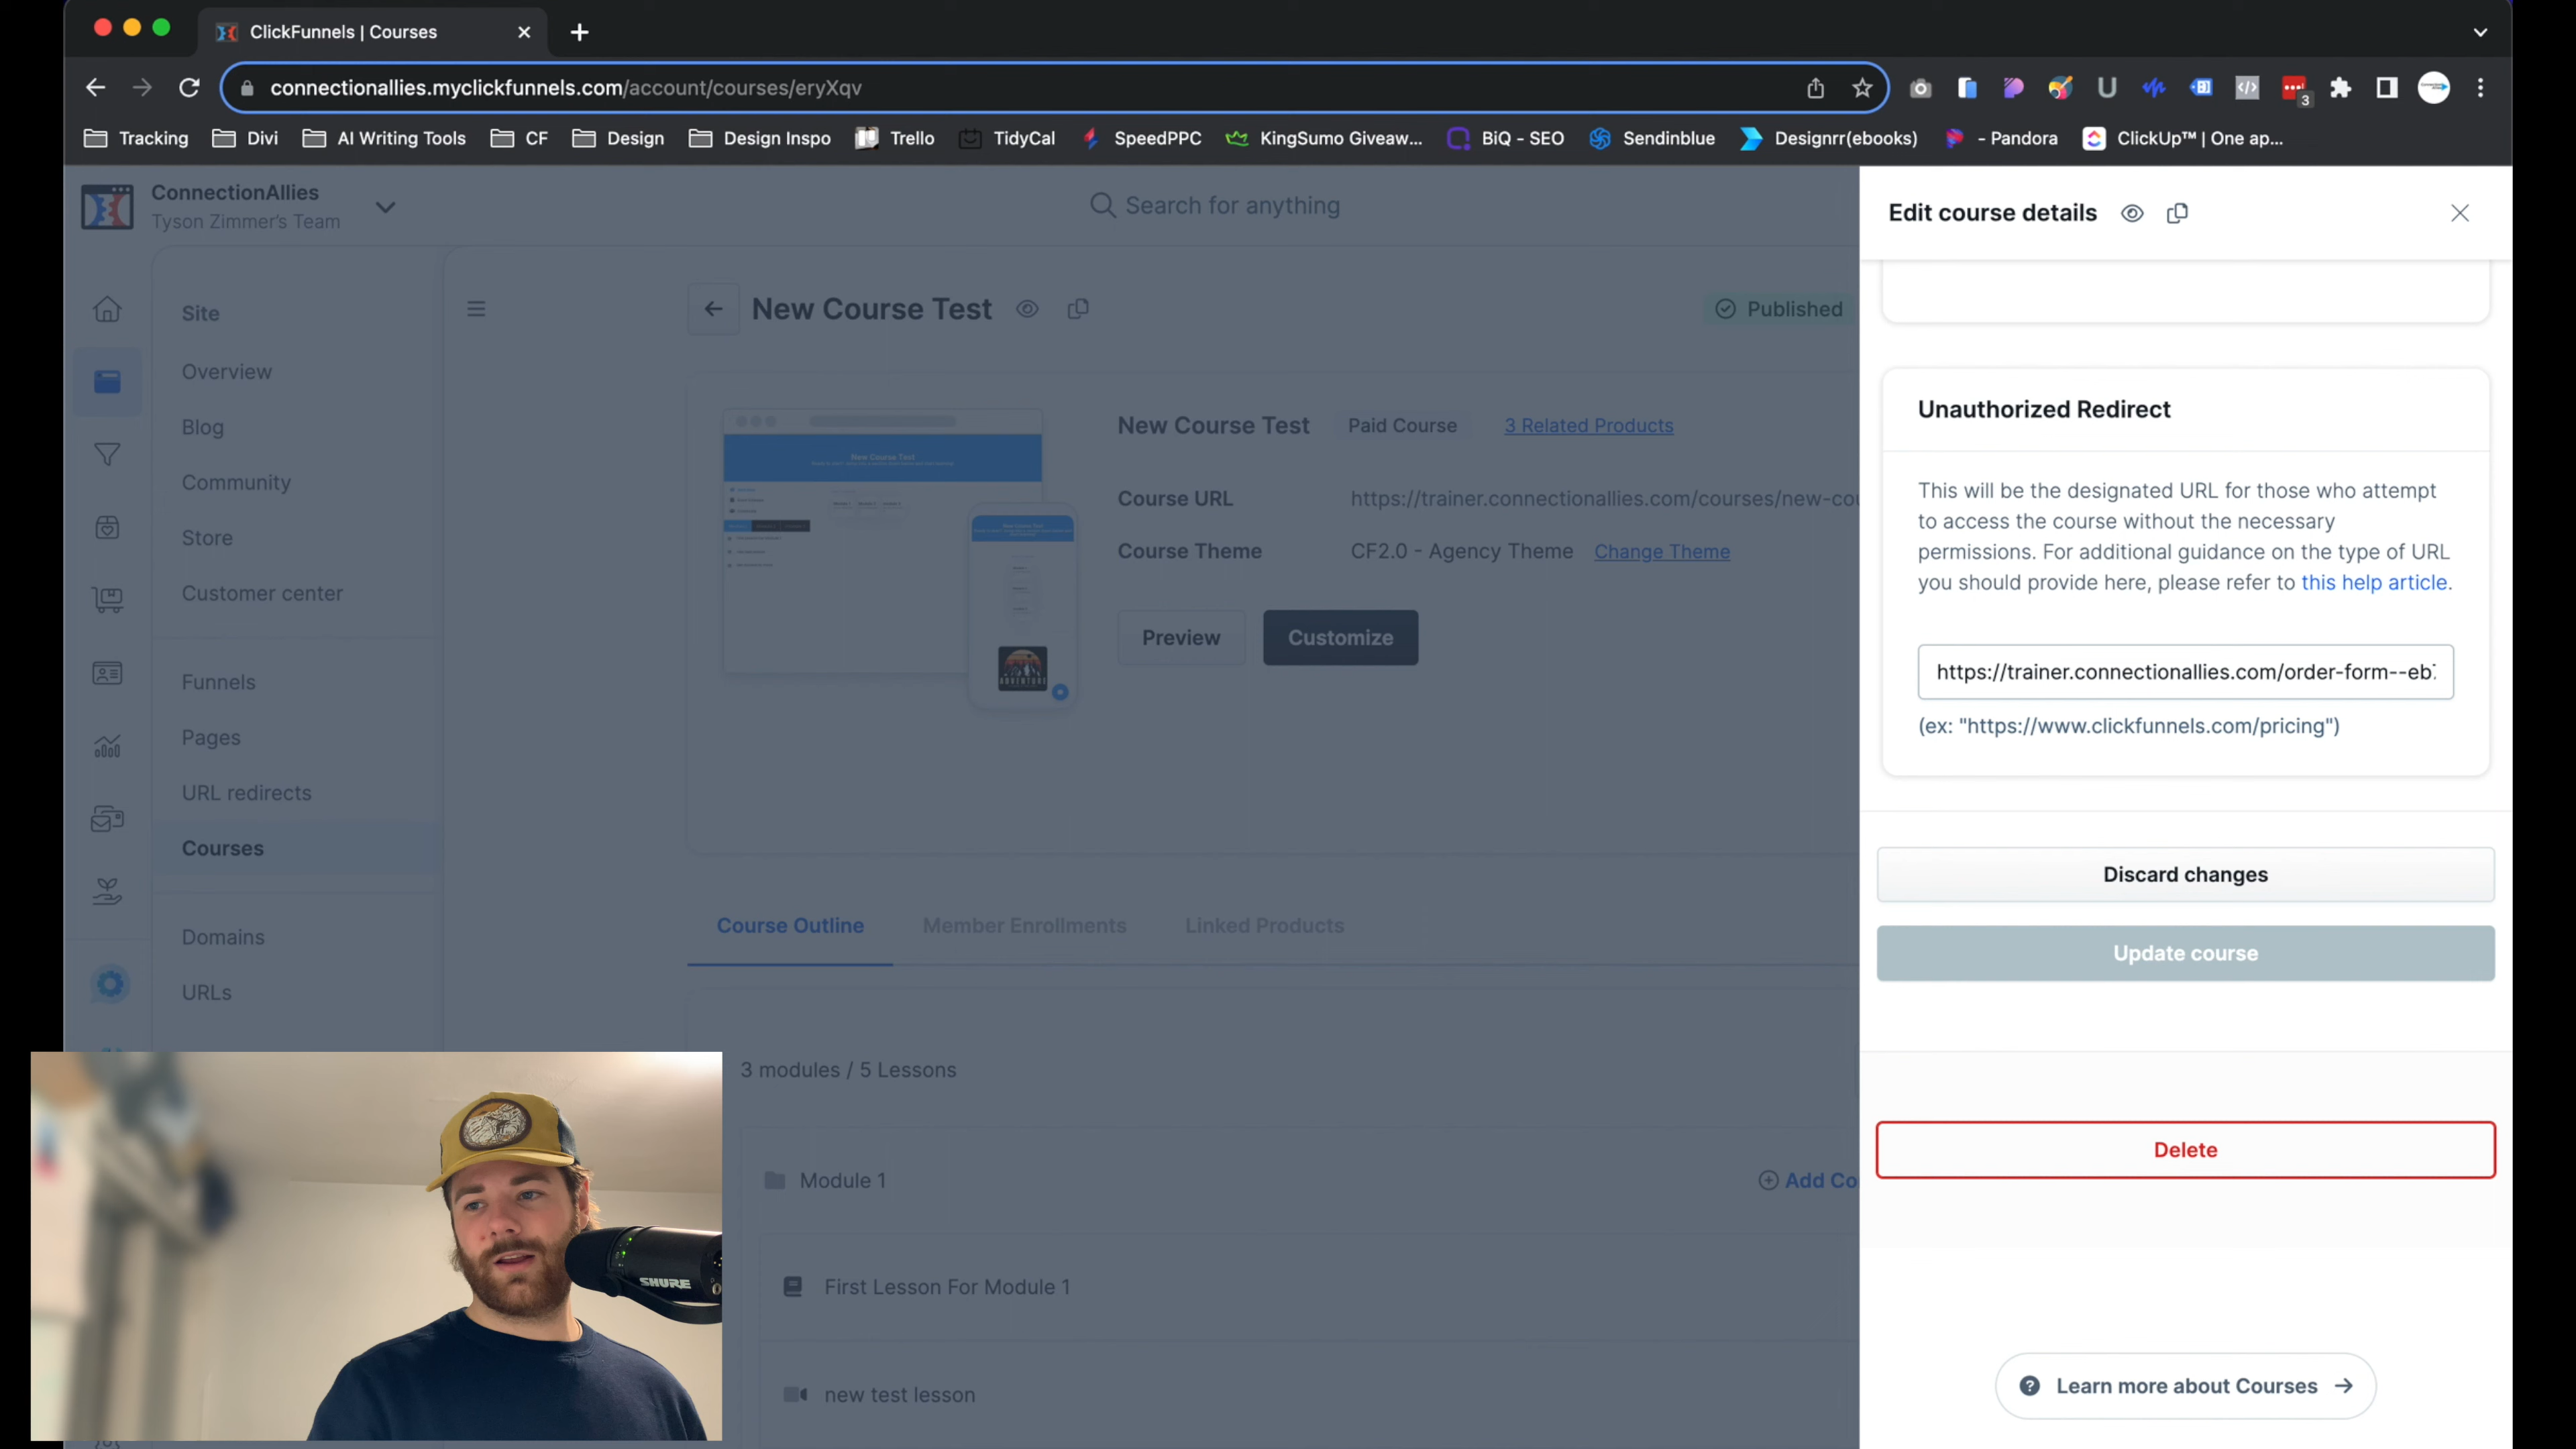 ClickFunnels | Courses
connectionallies.myclickfunnels.com/account/courses/eryXqv
3
Tracking
Divi
AI Writing Tools
CF
Design
Design Inspo
Trello
TidyCal
SpeedPPC
KingSumo Giveaw...
BiQ - SEO
Sendinblue
Designrr(ebooks)
- Pandora
ClickUp™ | One ap...
ConnectionAllies
Tyson Zimmer's Team
Search for anything
Site
Overview
Blog
Community
Store
Customer center
Funnels
Pages
URL redirects
Courses
Domains
URLs
New Course Test
Published
New Course Test
New Course Test
Paid Course
3 Related Products
Course URL
https://trainer.connectionallies.com/courses/new-cou
Course Theme
CF2.0 - Agency Theme
Change Theme
Preview
Customize
Course Outline
Member Enrollments
Linked Products
3 modules / 5 Lessons
Module 1
Add Co
First Lesson For Module 1
new test lesson
Edit course details
Unauthorized Redirect
This will be the designated URL for those who attempt
to access the course without the necessary
permissions. For additional guidance on the type of URL
you should provide here, please refer to this help article.
https://trainer.connectionallies.com/order-form--eb
(ex: "https://www.clickfunnels.com/pricing")
Discard changes
Update course
Delete
Learn more about Courses
SHURE